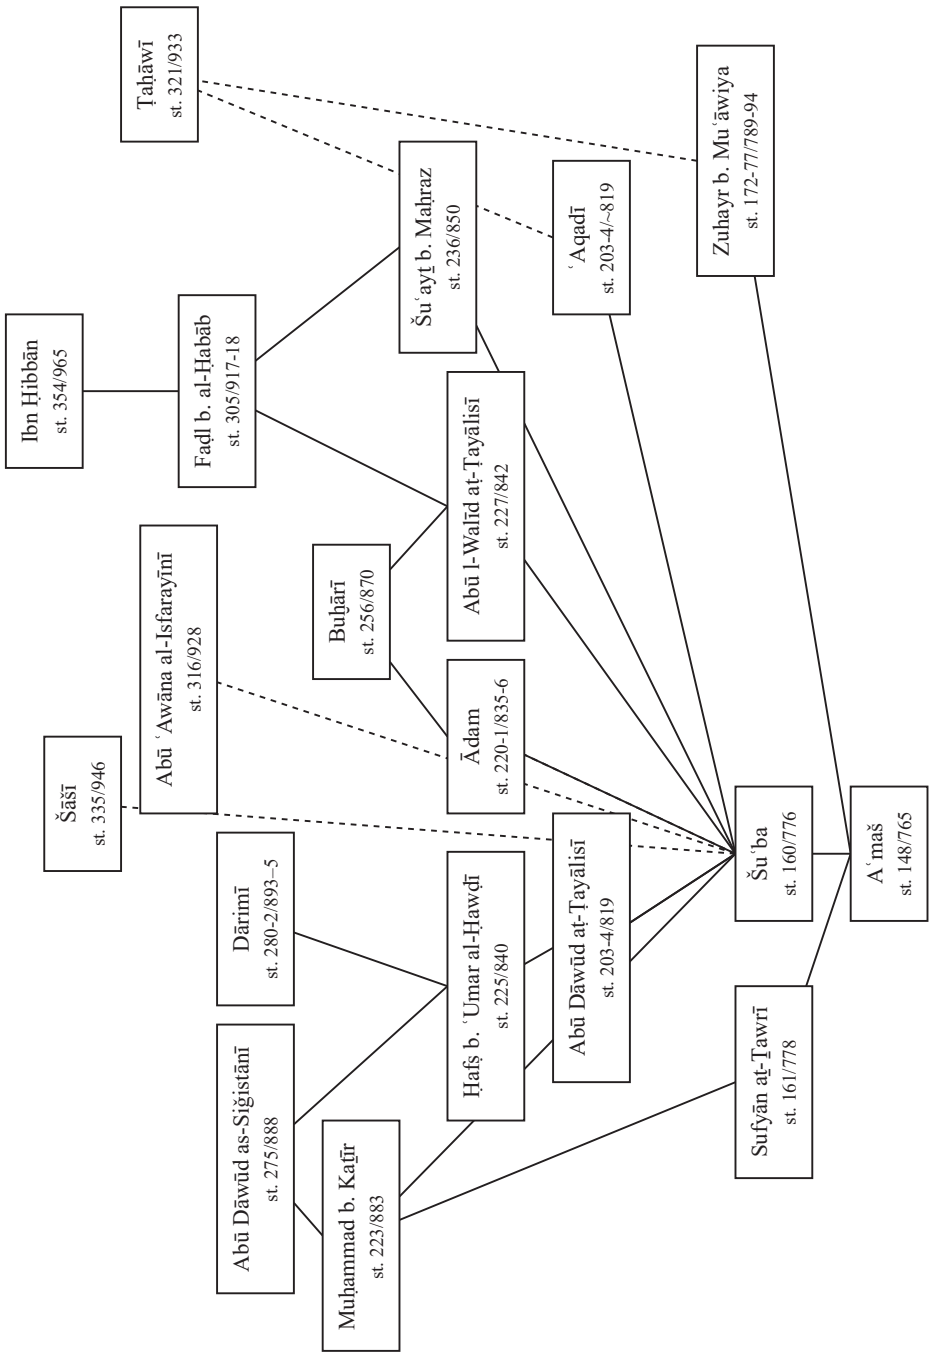 Ibn Ḥibbān
st. 354/965
Ṭaḥāwī
st. 321/933
Šāšī
st. 335/946
Abū ʿAwāna al-Isfarayīnī
st. 316/928
Faḍl b. al-Ḥabāb
st. 305/917-18
Abū Dāwūd as-Siǧistānī
st. 275/888
Dārimī
st. 280-2/893–5
Buḫārī
st. 256/870
Muḥammad b. Kaṯīr
st. 223/883
Šuʿayṯ b. Maḥraz
st. 236/850
Ḥafṣ b. ʿUmar al-Ḥawḍī
st. 225/840
Ādam
st. 220-1/835-6
Abū l-Walīd aṭ-Ṭayālisī
st. 227/842
Abū Dāwūd aṭ-Ṭayālisī
st. 203-4/819
ʿAqadī
st. 203-4/~819
Sufyān aṯ-Ṯawrī
st. 161/778
Šuʿba
st. 160/776
Zuhayr b. Muʿāwiya
st. 172-77/789-94
Aʿmaš
st. 148/765